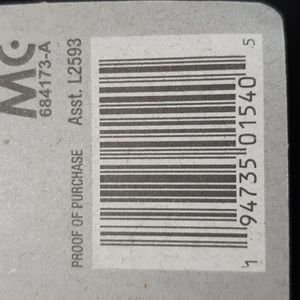 MC
684173-A
Asst. L2593
PROOF OF PURCHASE
1 94735 01540 5